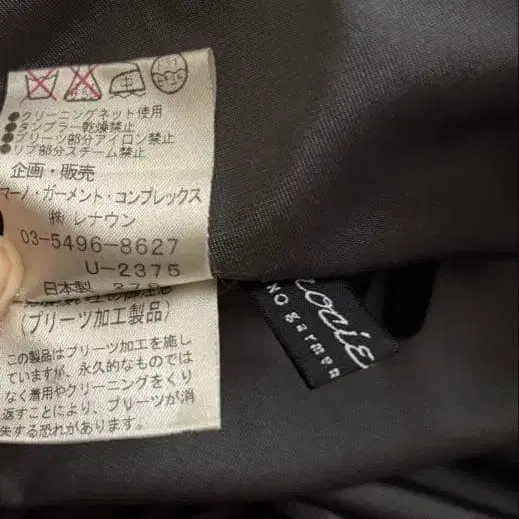 ●クリーニングネット使用
●タンブラー乾燥禁止
●プリーツ部分アイロン禁止
●リブ部分スチーム禁止
企画・販売
マーノ・ガーメント・コンプレックス
㈱ レナウン
03-5496-8627
U-2375
日本製
(プリーツ加工製品)
この製品はプリーツ加工を施し
ていますが、永久的なものでは
なく着用やクリーニングをくり
返すことにより、プリーツが消
失する恐れがあります。
NO garmen